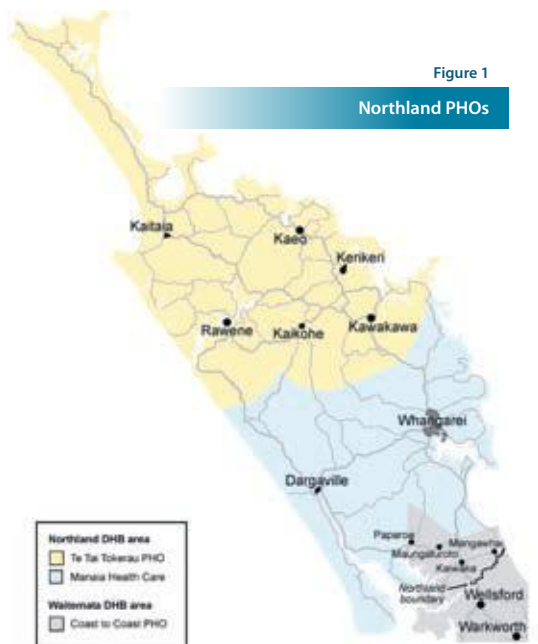 Figure 1
Northland PHOs
Kaitaia
Kaeo
Kerikeri
Rawene
Kaikohe
Kawakawa
Whangarei
Dargaville
Paparoa
Mangawhai
Maungaturoto
Kaiwaka
Northland
boundary
Wellsford
Warkworth
Northland DHB area
Te Tai Tokerau PHO
Manaia Health Care
Waitemata DHB area
Coast to Coast PHO